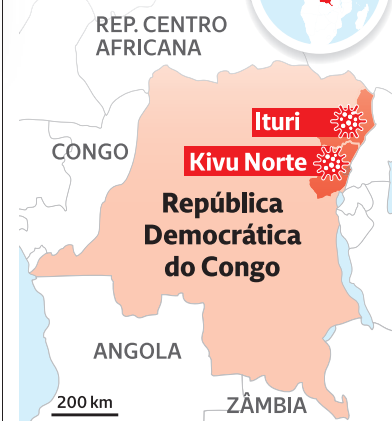 REP. CENTRO
AFRICANA
Ituri
CONGO
Kivu Norte
República
Democrática
do Congo
ANGOLA
200 km
ZÂMBIA